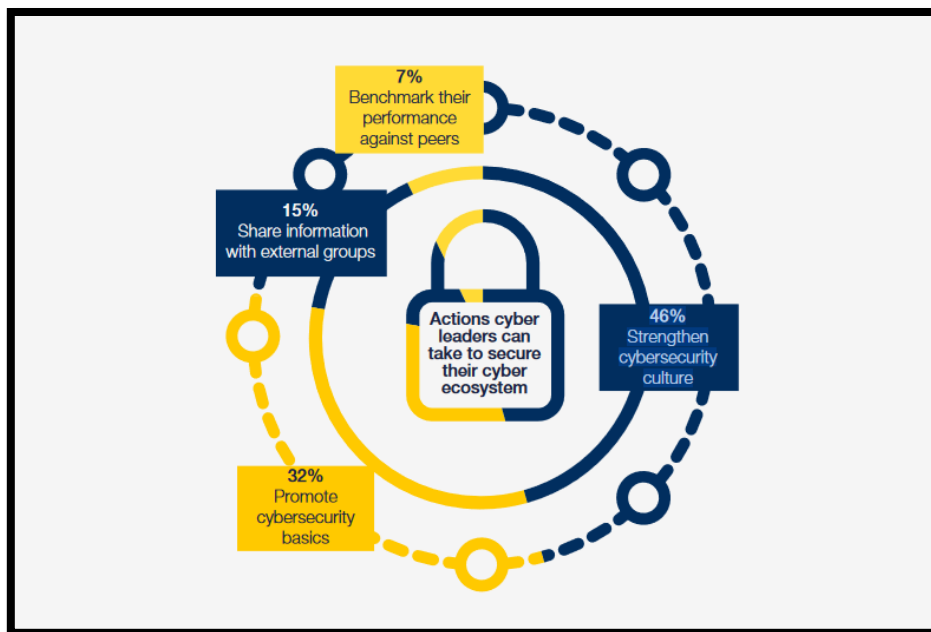 7%
Benchmark their
performance
against peers
15%
Share information
with external groups
46%
Strengthen
cybersecurity
culture
Actions cyber
leaders can
take to secure
their cyber
ecosystem
32%
Promote
cybersecurity
basics